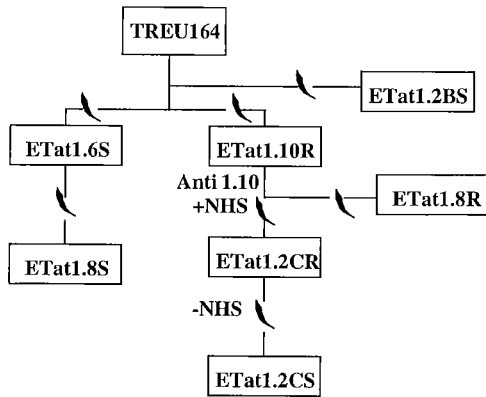 TREU164
ETat1.2BS
ETat1.6S
ETat1.10R
Anti 1.10
+NHS
ETat1.8R
ETat1.8S
ETat1.2CR
-NHS
ETat1.2CS